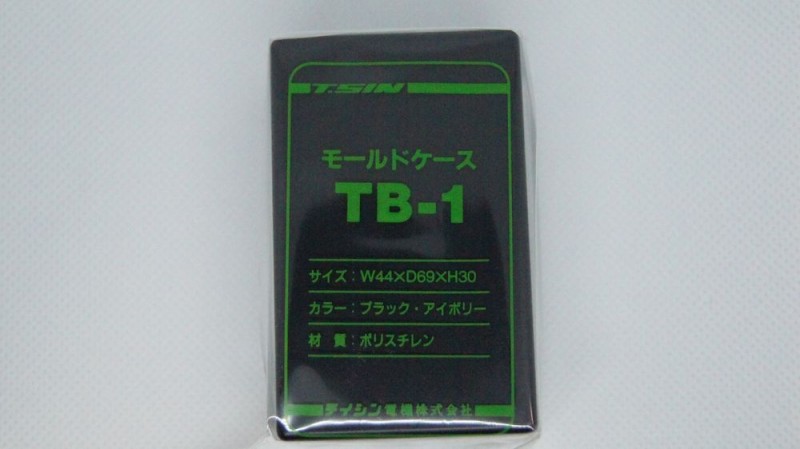 T-SIN
モールドケース
TB-1
サイズ：W44×D69×H30
カラー：ブラック・アイボリー
材　質：ポリスチレン
テイシン電機株式会社